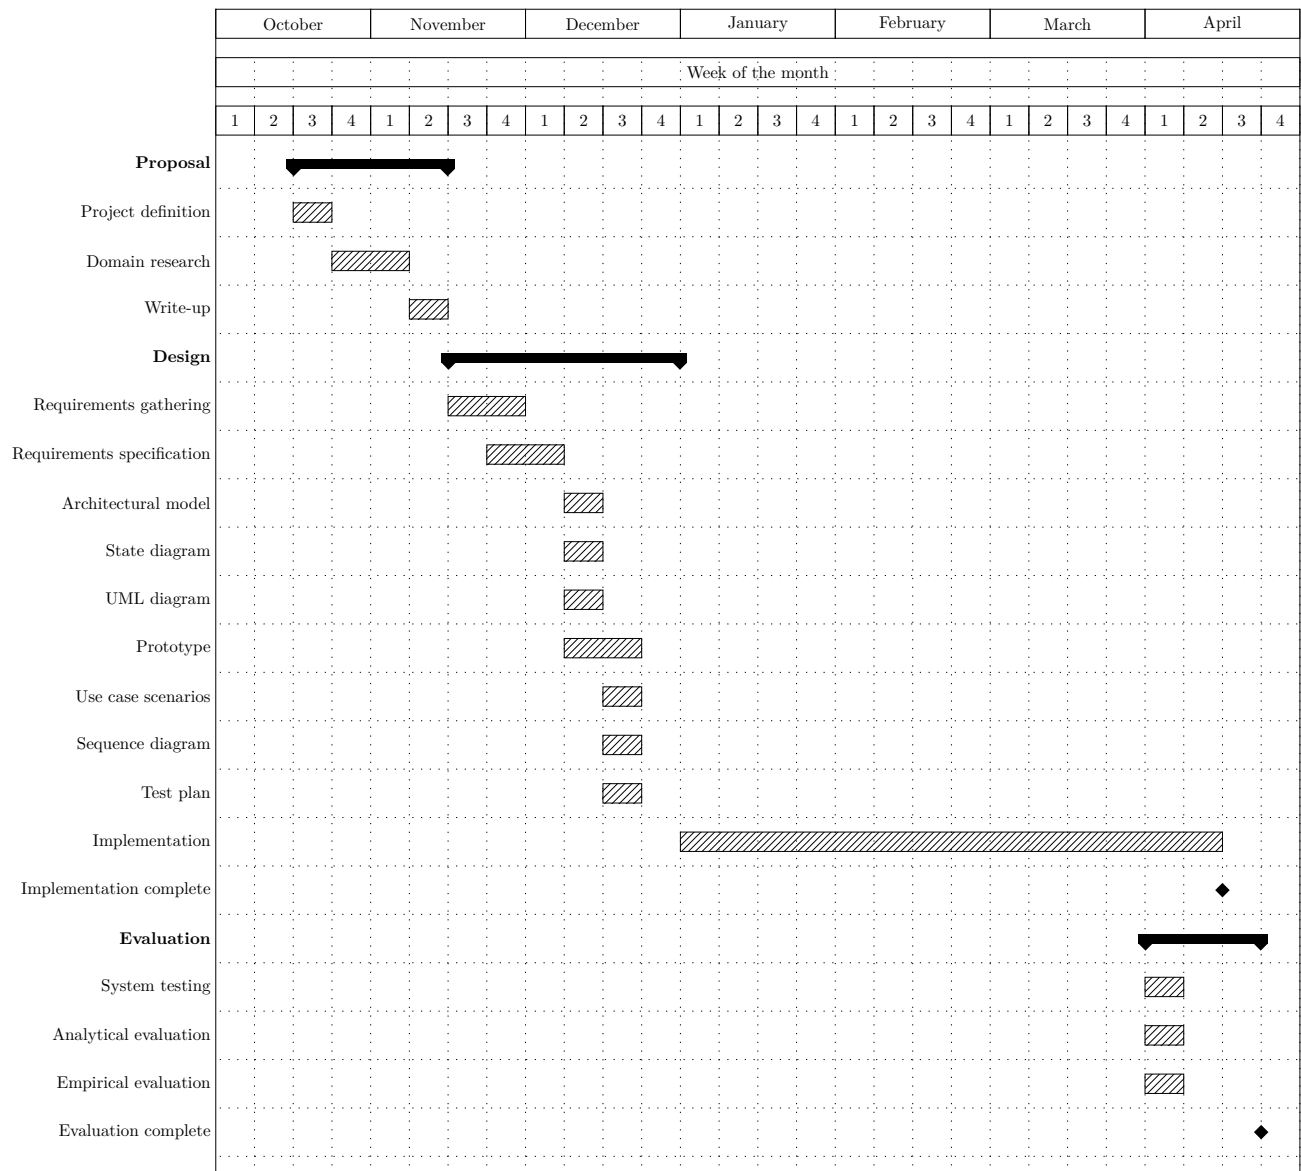 October November December January February March April
Week of the month
1 2 3 4 1 2 3 4 1 2 3 4 1 2 3 4 1 2 3 4 1 2 3 4 1 2 3 4
Proposal
Project definition
Domain research
Write-up
Design
Requirements gathering
Requirements specification
Architectural model
State diagram
UML diagram
Prototype
Use case scenarios
Sequence diagram
Test plan
Implementation
Implementation complete
Evaluation
System testing
Analytical evaluation
Empirical evaluation
Evaluation complete